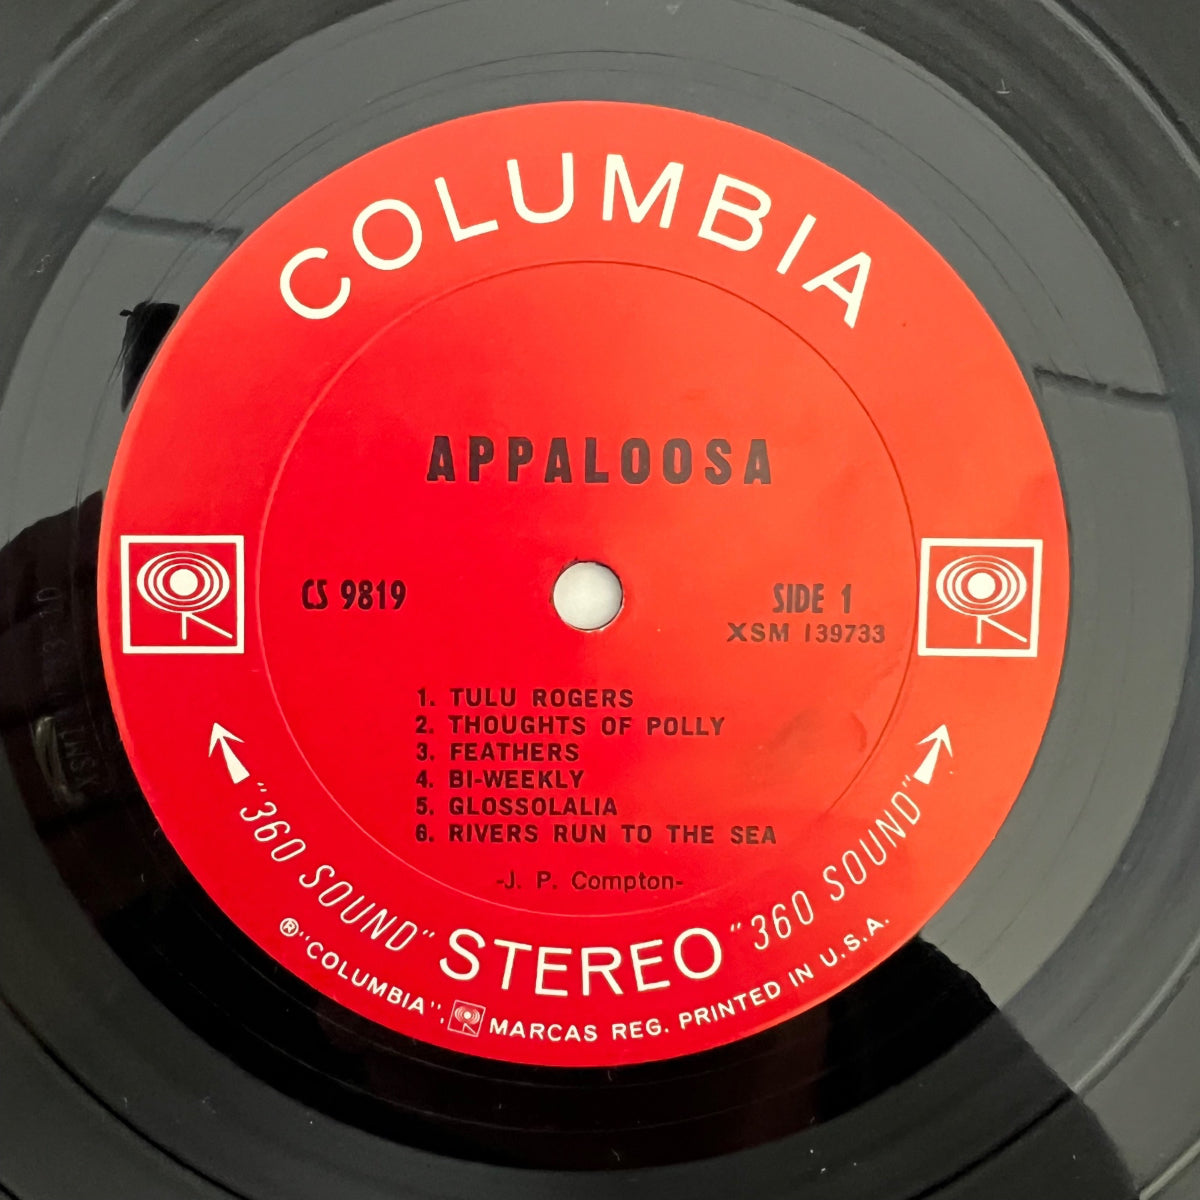 COLUMBIA
APPALOOSA
CS 9819
SIDE 1
XSM 139733
1. TULU ROGERS
2. THOUGHTS OF POLLY
3. FEATHERS
4. BI-WEEKLY
5. GLOSSOLALIA
6. RIVERS RUN TO THE SEA
-J. P. Compton-
"360 SOUND" STEREO "360 SOUND"
® "COLUMBIA", MARCAS REG. PRINTED IN U.S.A.